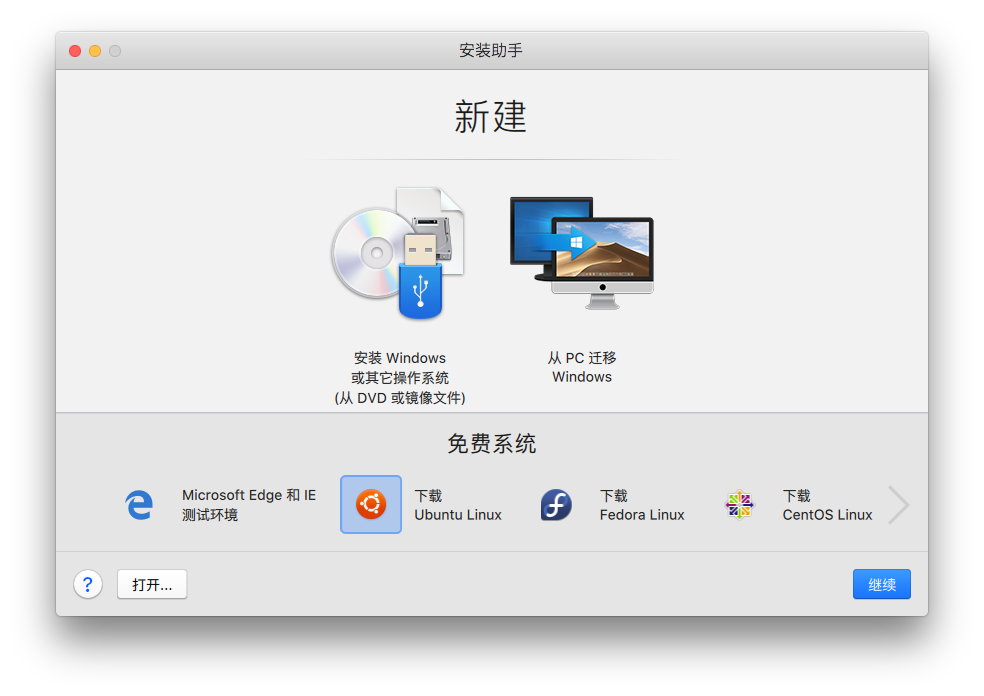 安装助手
新建
安装 Windows
或其它操作系统
(从 DVD 或镜像文件)
从 PC 迁移
Windows
免费系统
Microsoft Edge 和 IE
测试环境
下载
Ubuntu Linux
下载
Fedora Linux
下载
CentOS Linux
?
打开...
继续